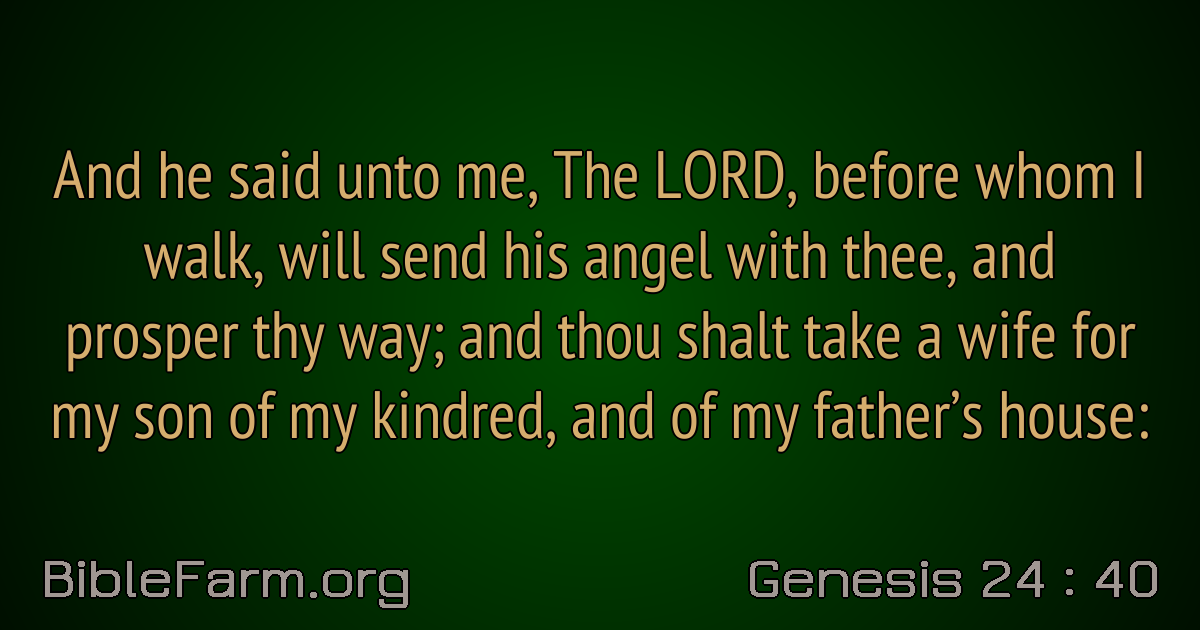 And he said unto me, The LORD, before whom I
walk, will send his angel with thee, and
prosper thy way; and thou shalt take a wife for
my son of my kindred, and of my father’s house:
BibleFarm.org
Genesis 24 : 40